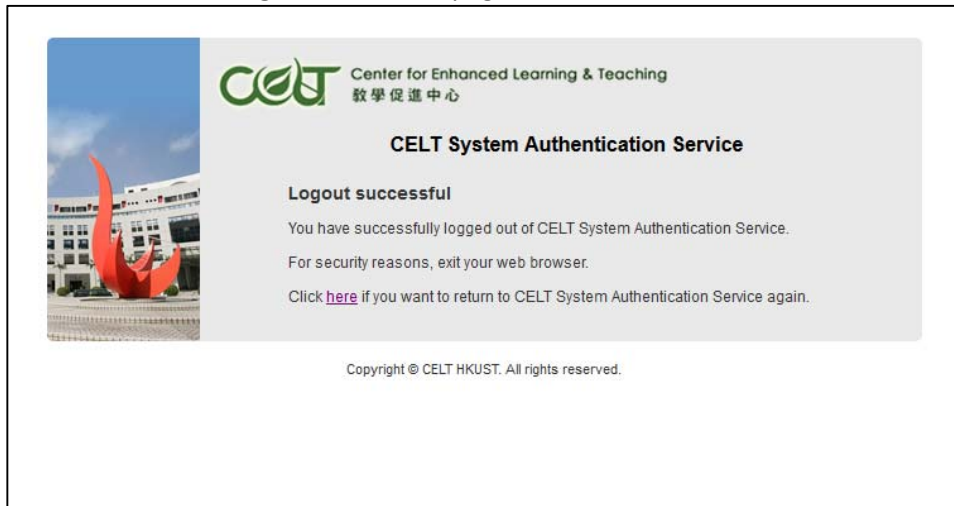 CELT Center for Enhanced Learning & Teaching
教學促進中心
CELT System Authentication Service
Logout successful
You have successfully logged out of CELT System Authentication Service.
For security reasons, exit your web browser.
Click here if you want to return to CELT System Authentication Service again.
Copyright © CELT HKUST. All rights reserved.